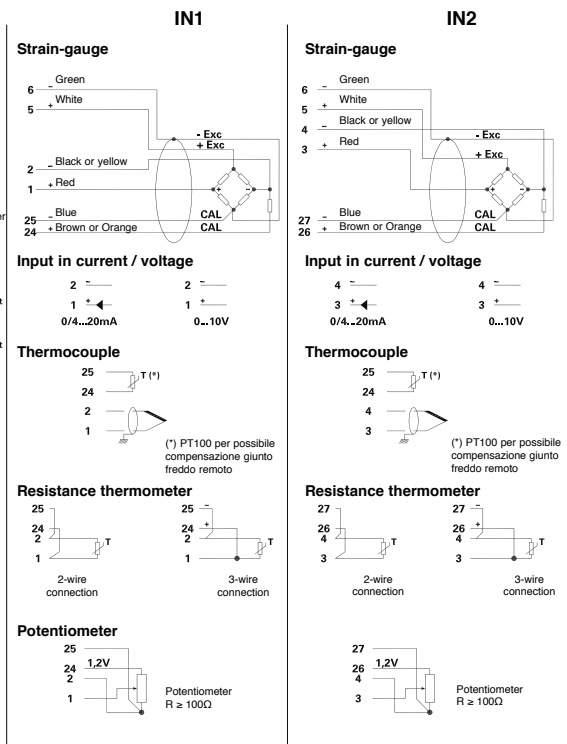 IN1
Strain-gauge
6 - Green
5 + White
- Exc
+ Exc
2 - Black or yellow
1 + Red
25 - Blue CAL
24 + Brown or Orange CAL
Input in current / voltage
2 - 2 -
1 + 1 +
0/4...20mA 0...10V
Thermocouple
25
T (*)
24
2
1
(*) PT100 per possibile
compensazione giunto
freddo remoto
Resistance thermometer
25 25 -
24 24 +
2 T 2 T
1 1
2-wire 3-wire
connection connection
Potentiometer
25
24 1,2V
2
1
Potentiometer
R ≥ 100Ω
IN2
Strain-gauge
6 - Green
5 + White
4 - Black or yellow
- Exc
3 + Red
+ Exc
27 - Blue CAL
26 + Brown or Orange CAL
Input in current / voltage
4 - 4 -
3 + 3 +
0/4...20mA 0...10V
Thermocouple
25
T (*)
24
4
3
(*) PT100 per possibile
compensazione giunto
freddo remoto
Resistance thermometer
27 27 -
26 26 +
4 T 4 T
3 3
2-wire 3-wire
connection connection
27
26 1,2V
4
3
Potentiometer
R ≥ 100Ω